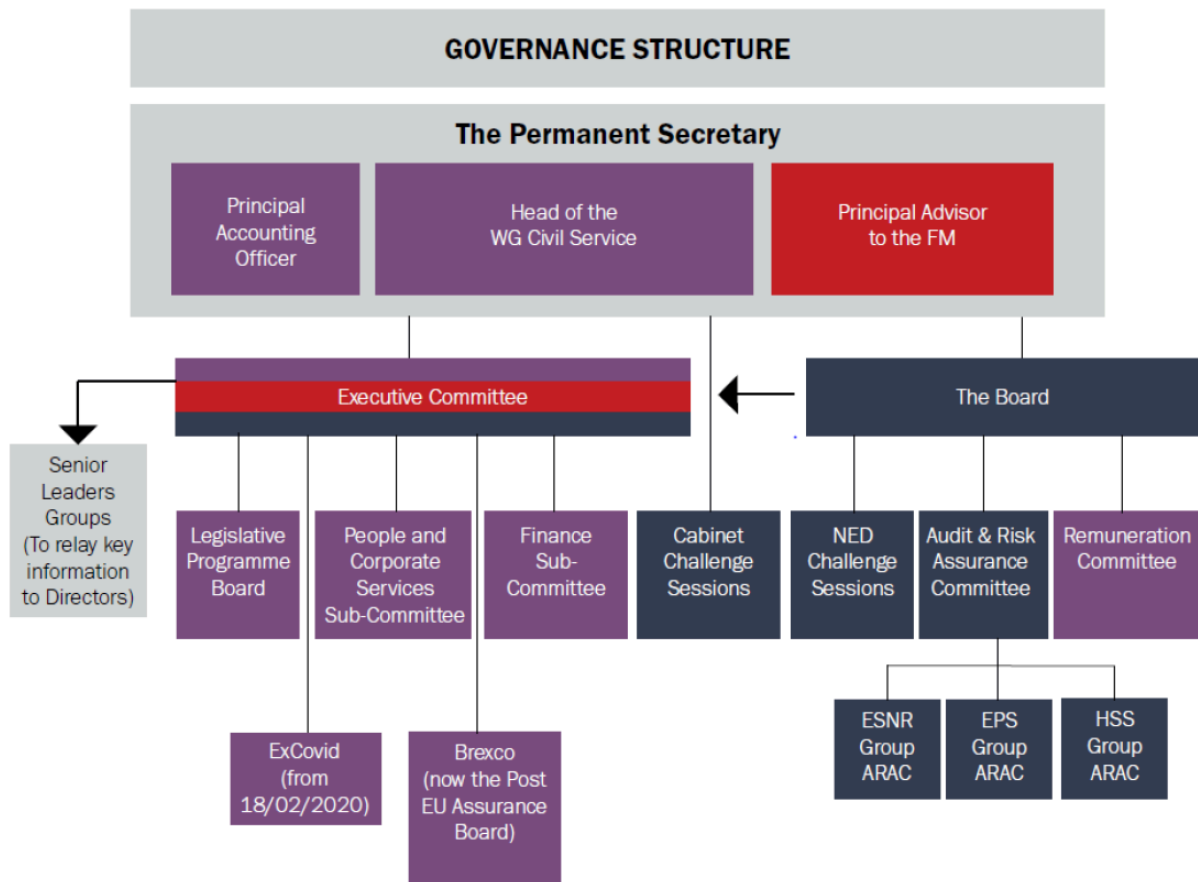 GOVERNANCE STRUCTURE
The Permanent Secretary
Principal
Accounting
Officer
Head of the
WG Civil Service
Principal Advisor
to the FM
Executive Committee
The Board
Senior
Leaders
Groups
(To relay key
information
to Directors)
Legislative
Programme
Board
People and
Corporate
Services
Sub-Committee
Finance
Sub-
Committee
Cabinet
Challenge
Sessions
NED
Challenge
Sessions
Audit & Risk
Assurance
Committee
Remuneration
Committee
ExCovid
(from
18/02/2020)
Brexco
(now the Post
EU Assurance
Board)
ESNR
Group
ARAC
EPS
Group
ARAC
HSS
Group
ARAC